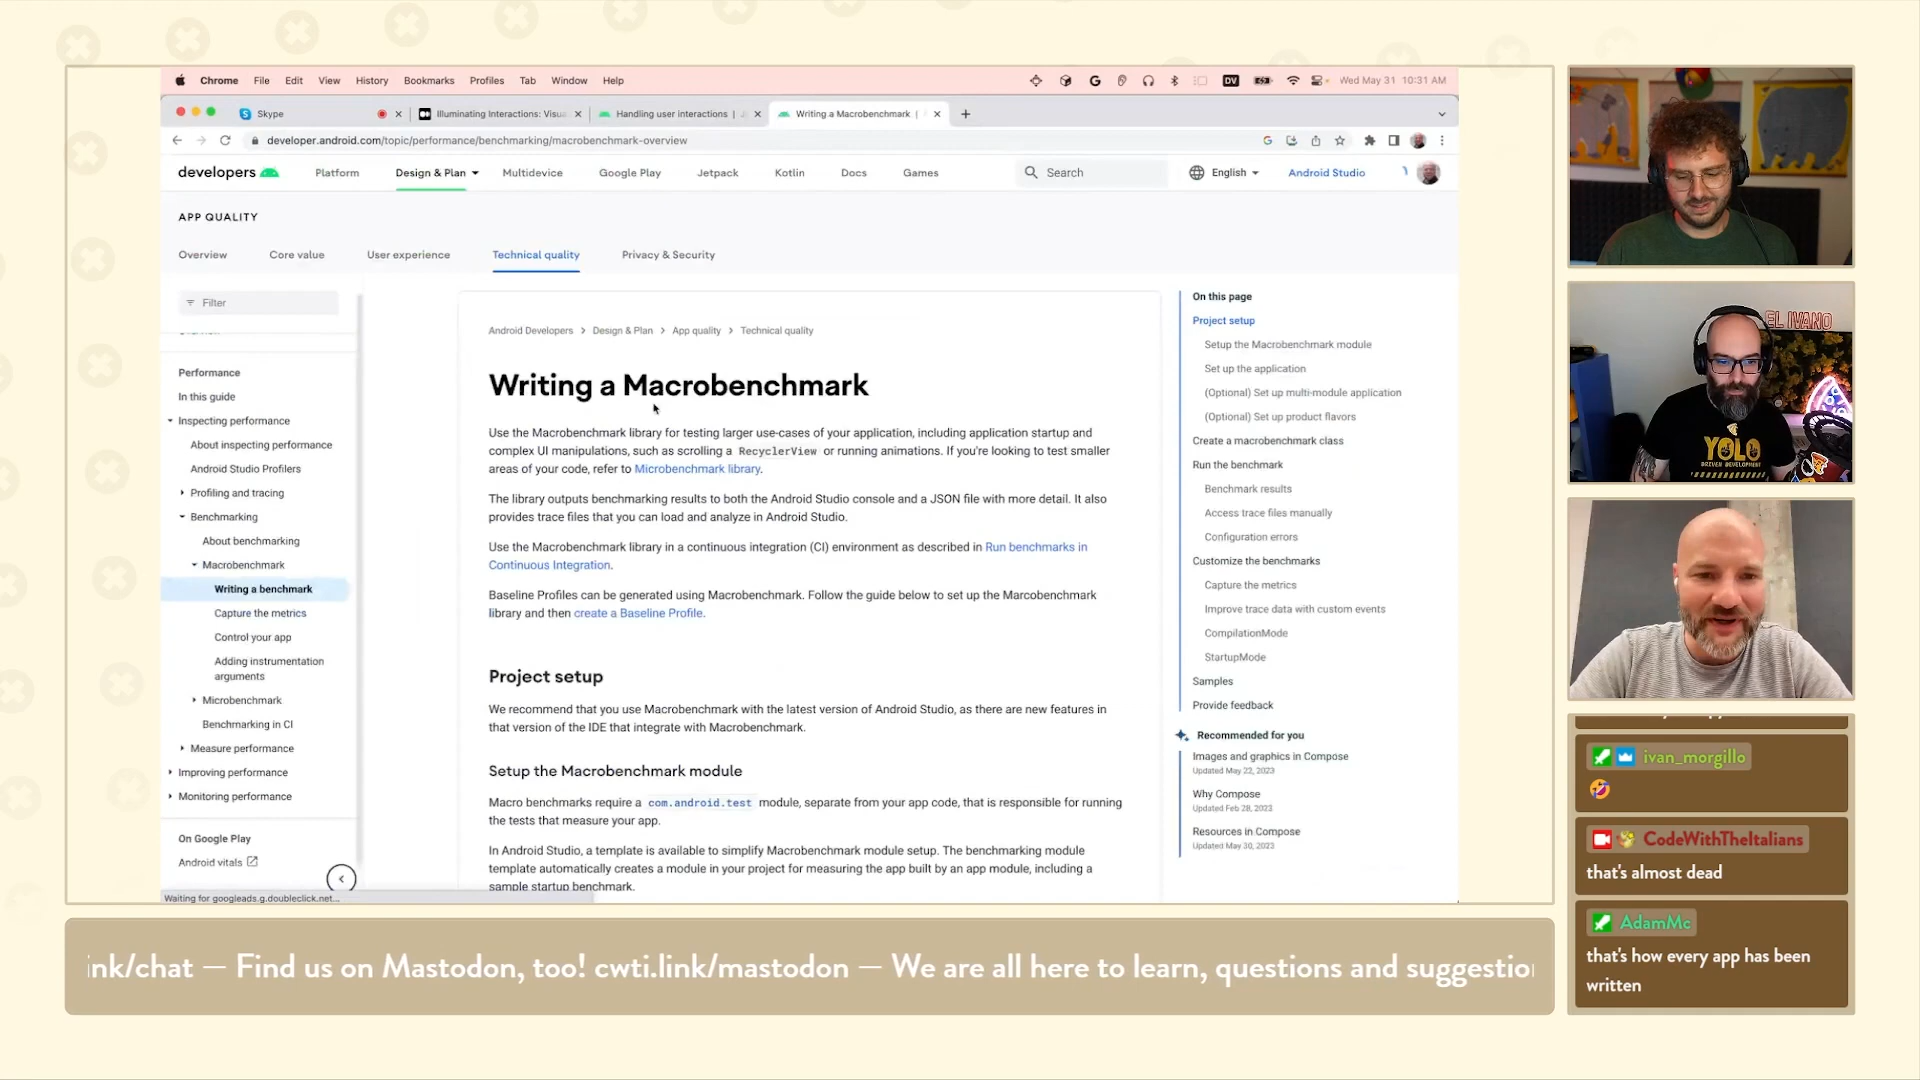 Chrome File Edit View History Bookmarks Profiles Tab Window Help
DV
Wed May 31 10:31 AM
Skype
Illuminating Interactions: Visu
Handling user interactions |
Writing a Macrobenchmark |
developer.android.com/topic/performance/benchmarking/macrobenchmark-overview
developers Platform Design & Plan Multidevice Google Play Jetpack Kotlin Docs Games
Search
English
Android Studio
APP QUALITY
Overview Core value User experience Technical quality Privacy & Security
Filter
Performance
In this guide
Inspecting performance
About inspecting performance
Android Studio Profilers
Profiling and tracing
Benchmarking
About benchmarking
Macrobenchmark
Writing a benchmark
Capture the metrics
Control your app
Adding instrumentation
arguments
Microbenchmark
Benchmarking in CI
Measure performance
Improving performance
Monitoring performance
On Google Play
Android vitals
Waiting for googleads.g.doubleclick.net...
Android Developers > Design & Plan > App quality > Technical quality
Writing a Macrobenchmark
Use the Macrobenchmark library for testing larger use-cases of your application, including application startup and
complex UI manipulations, such as scrolling a RecyclerView or running animations. If you're looking to test smaller
areas of your code, refer to Microbenchmark library.
The library outputs benchmarking results to both the Android Studio console and a JSON file with more detail. It also
provides trace files that you can load and analyze in Android Studio.
Use the Macrobenchmark library in a continuous integration (CI) environment as described in Run benchmarks in
Continuous Integration.
Baseline Profiles can be generated using Macrobenchmark. Follow the guide below to set up the Marcobenchmark
library and then create a Baseline Profile.
Project setup
We recommend that you use Macrobenchmark with the latest version of Android Studio, as there are new features in
that version of the IDE that integrate with Macrobenchmark.
Setup the Macrobenchmark module
Macro benchmarks require a com.android.test module, separate from your app code, that is responsible for running
the tests that measure your app.
In Android Studio, a template is available to simplify Macrobenchmark module setup. The benchmarking module
template automatically creates a module in your project for measuring the app built by an app module, including a
sample startup benchmark.
On this page
Project setup
Setup the Macrobenchmark module
Set up the application
(Optional) Set up multi-module application
(Optional) Set up product flavors
Create a macrobenchmark class
Run the benchmark
Benchmark results
Access trace files manually
Configuration errors
Customize the benchmarks
Capture the metrics
Improve trace data with custom events
CompilationMode
StartupMode
Samples
Provide feedback
Recommended for you
Images and graphics in Compose
Updated May 22, 2023
Why Compose
Updated Feb 28, 2023
Resources in Compose
Updated May 30, 2023
EL IVANO
YOLO
DRIVEN DEVELOPMENT
ivan_morgillo
CodeWithTheItalians
that's almost dead
AdamMc
that's how every app has been
written
ink/chat — Find us on Mastodon, too! cwti.link/mastodon — We are all here to learn, questions and suggestio